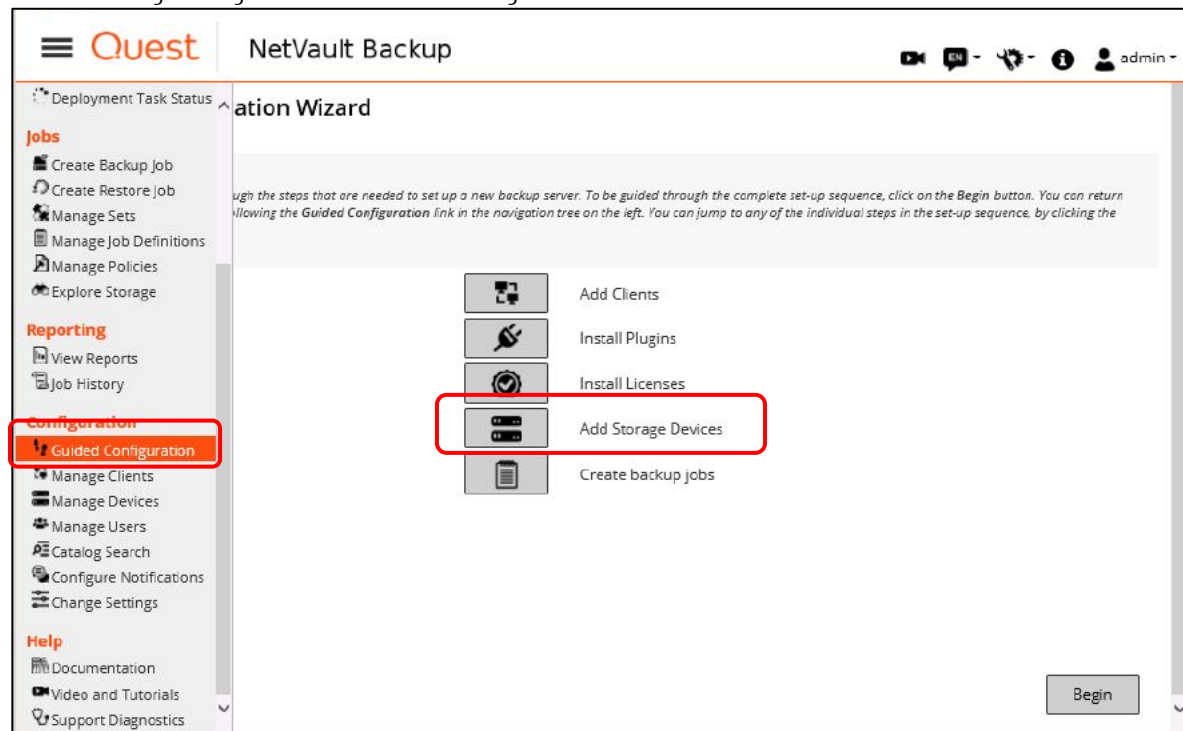 Quest
NetVault Backup
EN
admin
Deployment Task Status
ation Wizard
Jobs
Create Backup Job
Create Restore Job
Manage Sets
Manage Job Definitions
Manage Policies
Explore Storage
Reporting
View Reports
Job History
Configuration
Guided Configuration
Manage Clients
Manage Devices
Manage Users
Catalog Search
Configure Notifications
Change Settings
Help
Documentation
Video and Tutorials
Support Diagnostics
ugh the steps that are needed to set up a new backup server. To be guided through the complete set-up sequence, click on the Begin button. You can return
llowing the Guided Configuration link in the navigation tree on the left. You can jump to any of the individual steps in the set-up sequence, by clicking the
Add Clients
Install Plugins
Install Licenses
Add Storage Devices
Create backup jobs
Begin